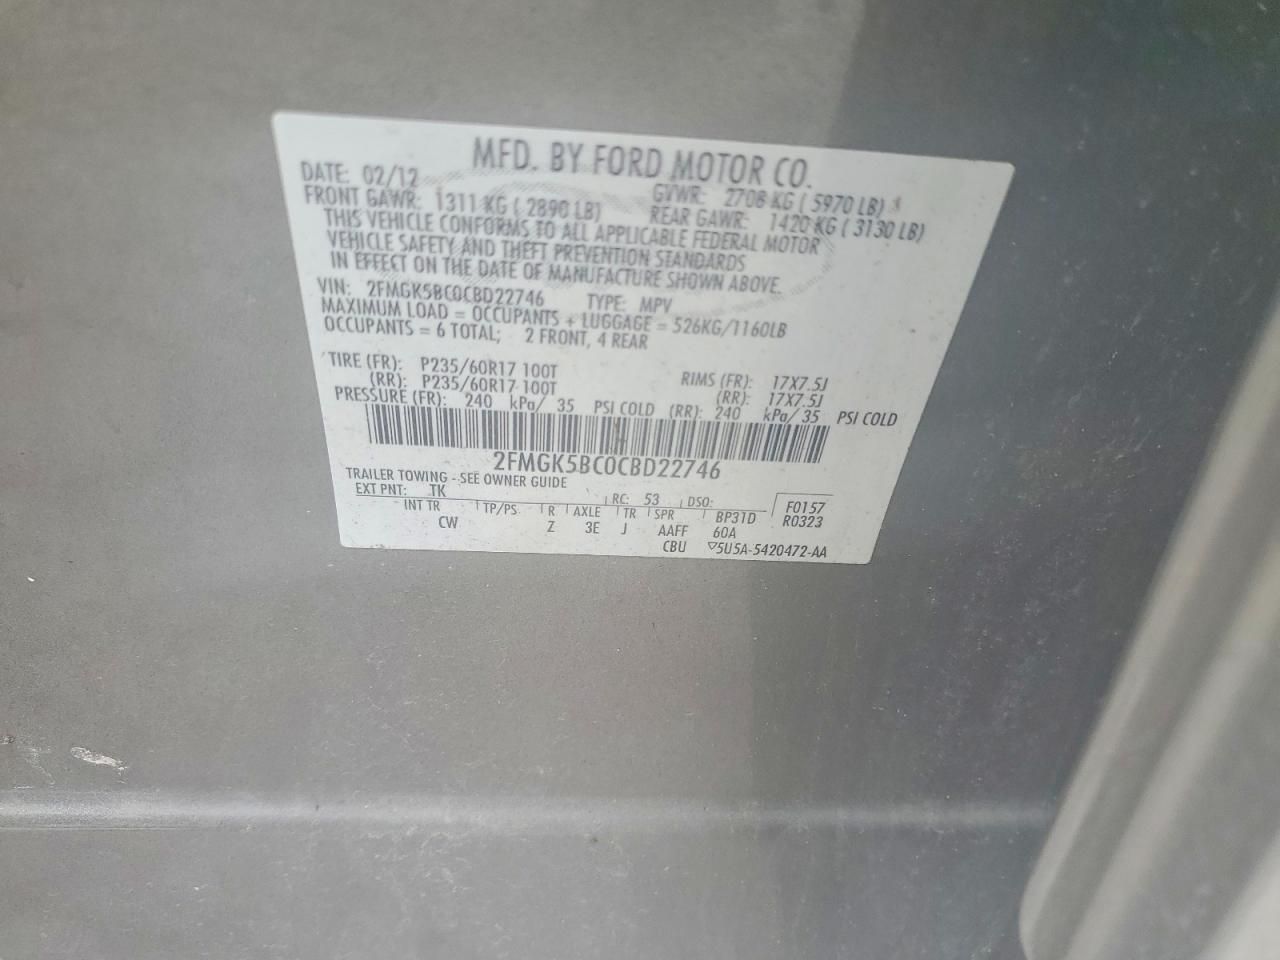 MFD. BY FORD MOTOR CO.
DATE: 02/12 GVWR: 2708 KG ( 5970 LB)
FRONT GAWR: 1311 KG ( 2890 LB) REAR GAWR: 1420 KG ( 3130 LB)
THIS VEHICLE CONFORMS TO ALL APPLICABLE FEDERAL MOTOR
VEHICLE SAFETY AND THEFT PREVENTION STANDARDS
IN EFFECT ON THE DATE OF MANUFACTURE SHOWN ABOVE.
VIN: 2FMGK5BC0CBD22746 TYPE: MPV
MAXIMUM LOAD = OCCUPANTS + LUGGAGE = 526KG/1160LB
OCCUPANTS = 6 TOTAL; 2 FRONT, 4 REAR
TIRE (FR): P235/60R17 100T RIMS (FR): 17X7.5J
(RR): P235/60R17 100T (RR): 17X7.5J
PRESSURE (FR): 240 kPa/ 35 PSI COLD (RR): 240 kPa/ 35 PSI COLD
2FMGK5BC0CBD22746
TRAILER TOWING - SEE OWNER GUIDE
EXT PNT: TK RC: 53 DSO: F0157
INT TR TP/PS R AXLE TR SPR BP31D R0323
CW Z 3E J AAFF 60A
CBU ▽5U5A-5420472-AA